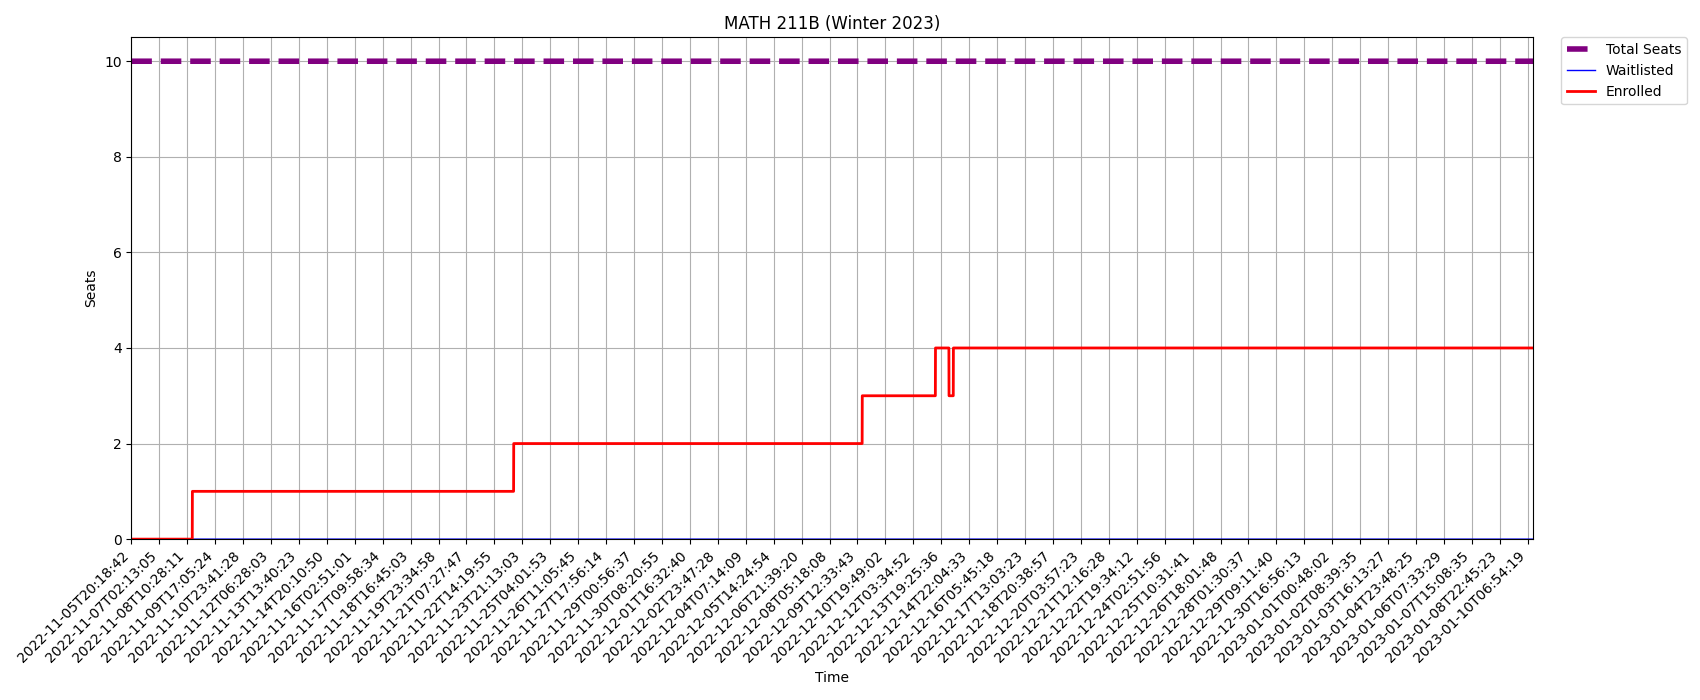 MATH 211B (Winter 2023)
Total Seats
Waitlisted
Enrolled
10
8
6
4
2
0
Seats
2022-11-05T20:18:42
2022-11-07T02:13:05
2022-11-08T10:28:11
2022-11-09T17:05:24
2022-11-10T23:41:28
2022-11-12T06:28:03
2022-11-13T13:40:23
2022-11-14T20:10:50
2022-11-16T02:51:01
2022-11-17T09:58:34
2022-11-18T16:45:03
2022-11-19T23:34:58
2022-11-21T07:27:47
2022-11-22T14:19:55
2022-11-23T21:13:03
2022-11-25T04:01:53
2022-11-26T11:05:45
2022-11-27T17:56:14
2022-11-29T00:56:37
2022-11-30T08:20:55
2022-12-01T16:32:40
2022-12-02T23:47:28
2022-12-04T07:14:09
2022-12-05T14:24:54
2022-12-06T21:39:20
2022-12-08T05:18:08
2022-12-09T12:33:43
2022-12-10T19:49:02
2022-12-12T03:34:52
2022-12-13T19:25:36
2022-12-14T22:04:33
2022-12-16T05:45:18
2022-12-17T13:03:23
2022-12-18T20:38:57
2022-12-20T03:57:23
2022-12-21T12:16:28
2022-12-22T19:34:12
2022-12-24T02:51:56
2022-12-25T10:31:41
2022-12-26T18:01:48
2022-12-28T01:30:37
2022-12-29T09:11:40
2022-12-30T16:56:13
2023-01-01T00:48:02
2023-01-02T08:39:35
2023-01-03T16:13:27
2023-01-04T23:48:25
2023-01-06T07:33:29
2023-01-07T15:08:35
2023-01-08T22:45:23
2023-01-10T06:54:19
Time